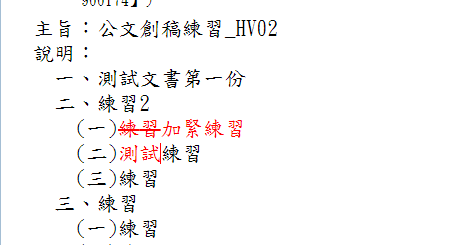 900174】)
主旨：公文創稿練習_HV02
說明：
一、測試文書第一份
二、練習2
(一)練習加緊練習
(二)測試練習
(三)練習
三、練習
(一)練習